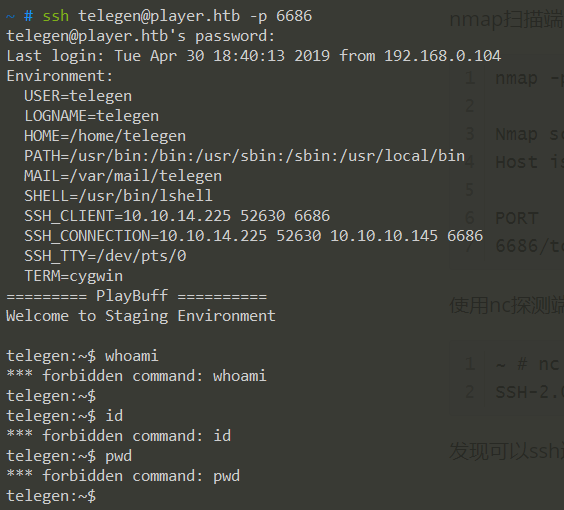 ~ # ssh telegen@player.htb -p 6686
telegen@player.htb's password:
Last login: Tue Apr 30 18:40:13 2019 from 192.168.0.104
Environment:
  USER=telegen
  LOGNAME=telegen
  HOME=/home/telegen
  PATH=/usr/bin:/bin:/usr/sbin:/sbin:/usr/local/bin
  MAIL=/var/mail/telegen
  SHELL=/usr/bin/lshell
  SSH_CLIENT=10.10.14.225 52630 6686
  SSH_CONNECTION=10.10.14.225 52630 10.10.10.145 6686
  SSH_TTY=/dev/pts/0
  TERM=cygwin
========= PlayBuff ==========
Welcome to Staging Environment
telegen:~$ whoami
*** forbidden command: whoami
telegen:~$
telegen:~$ id
*** forbidden command: id
telegen:~$ pwd
*** forbidden command: pwd
telegen:~$
nmap扫描端
1 nmap -
2
3 Nmap s
4 Host is
5
6 PORT
7 6686/t
使用nc探测端
1 ~ # nc
2 SSH-2.
发现可以ssh